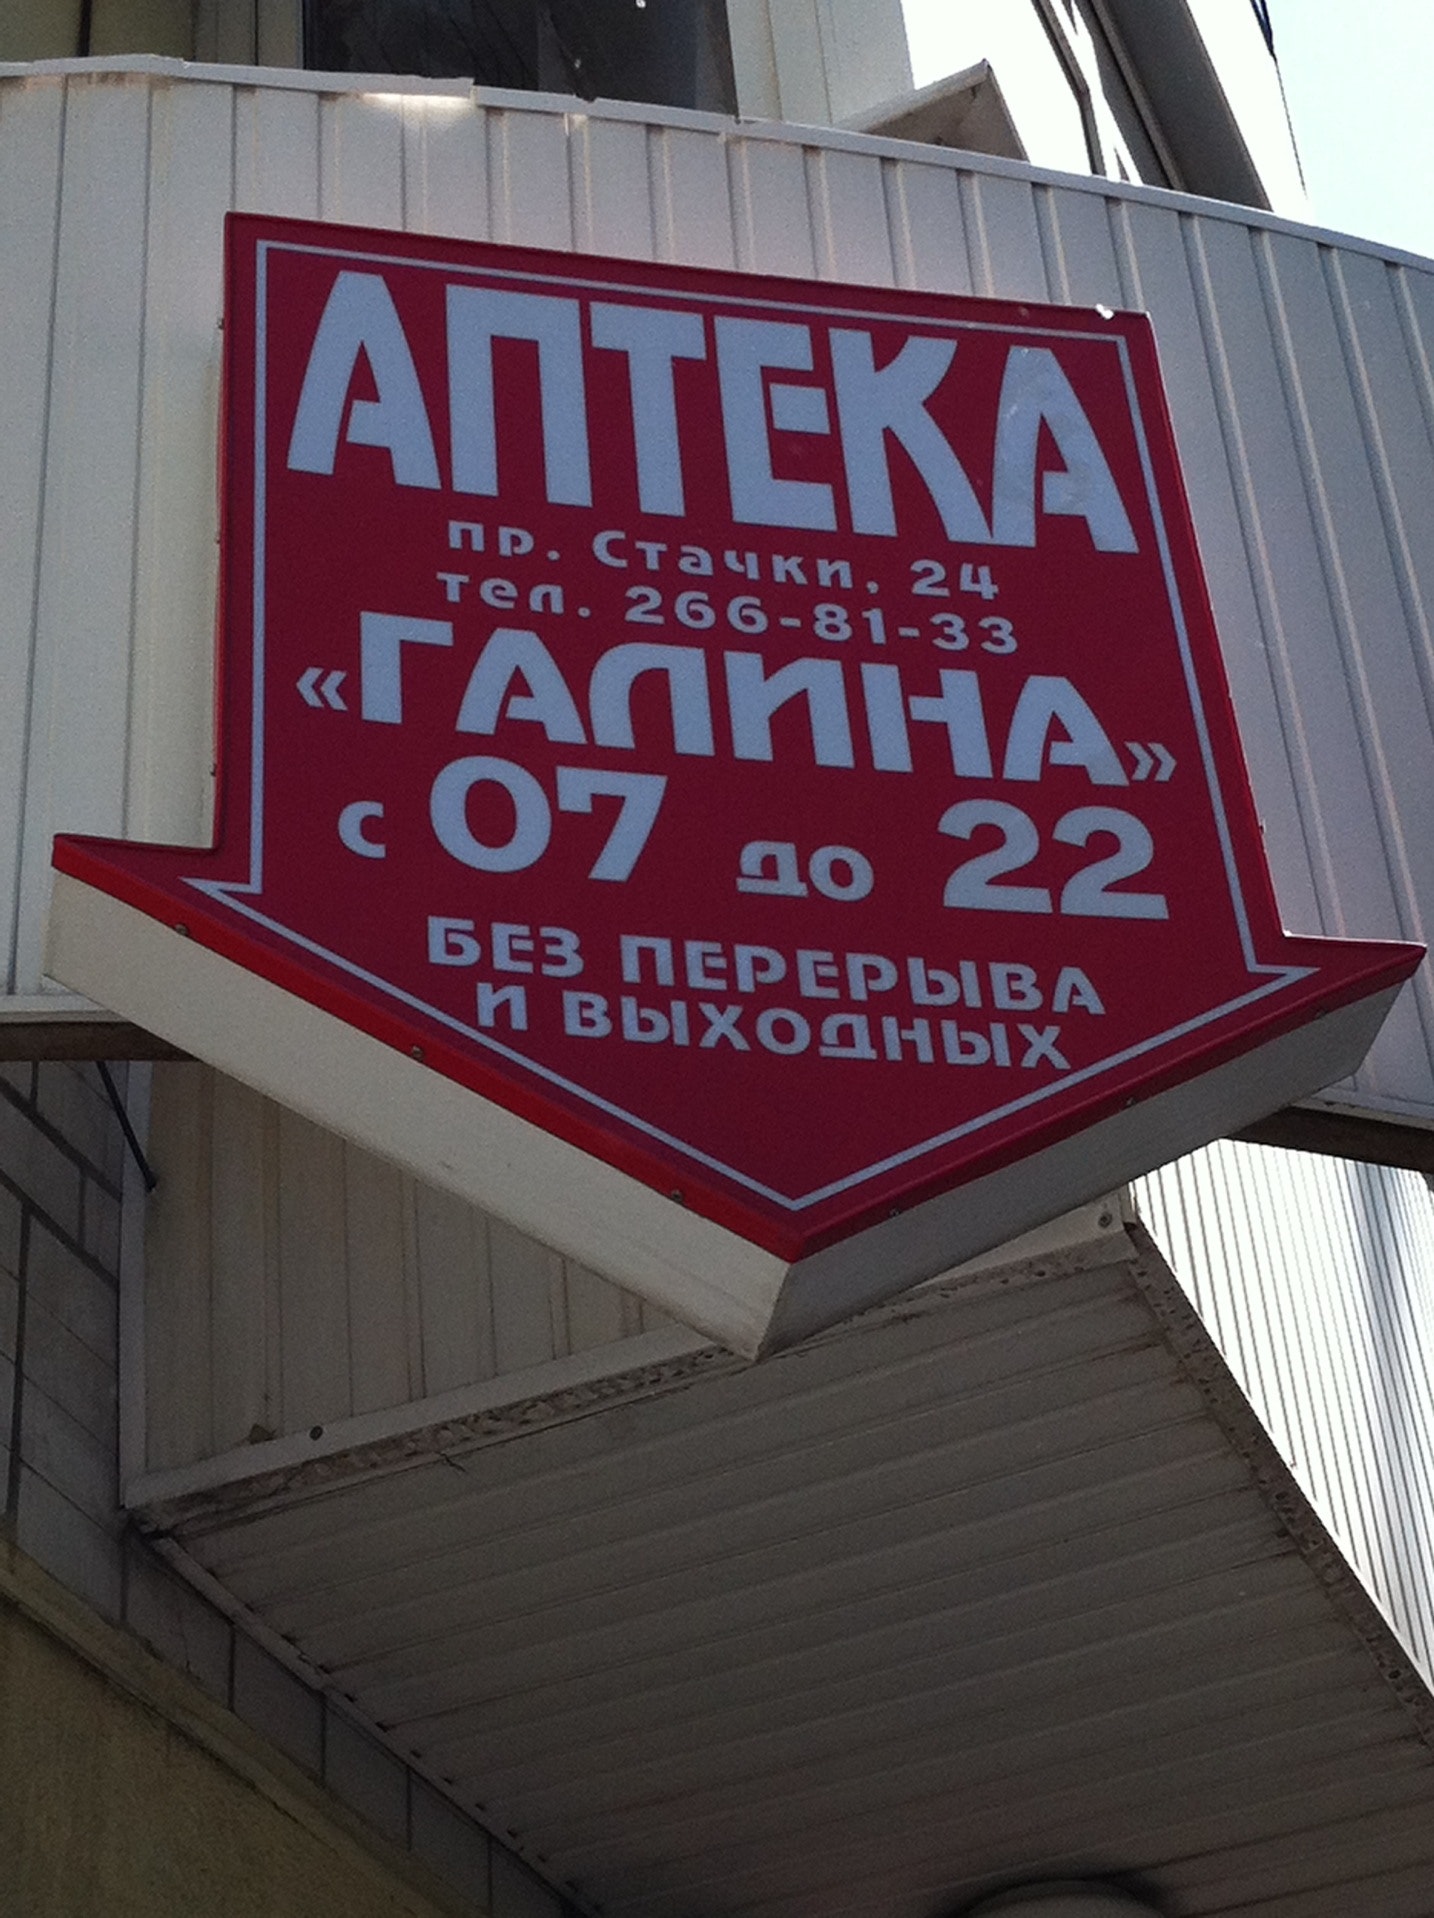 АПТЕКА
пр. Стачки, 24
тел. 266-81-33
«ГАЛИНА»
с 07 до 22
БЕЗ ПЕРЕРЫВА
И ВЫХОДНЫХ